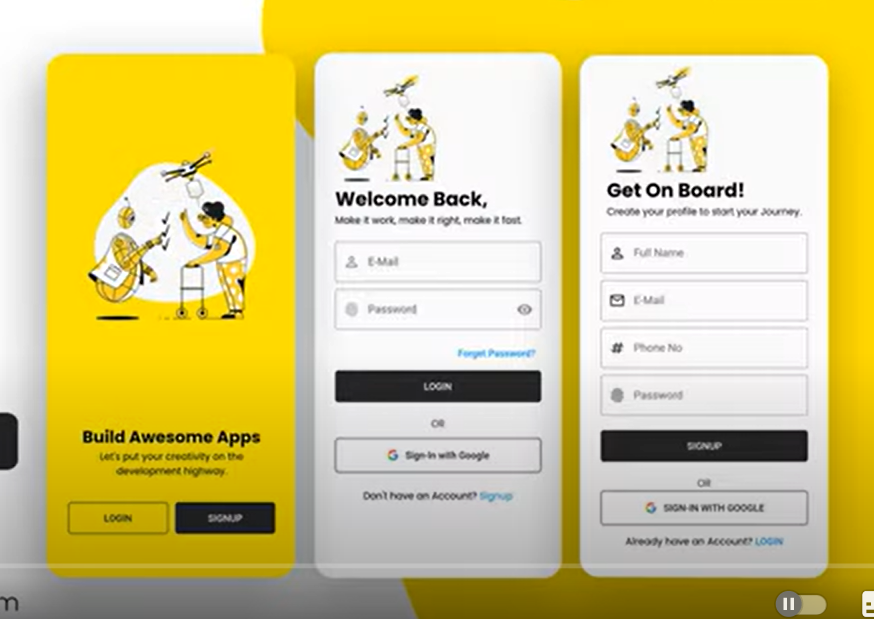 Build Awesome Apps
Let's put your creativity on the
development highway.
LOGIN
SIGNUP
Welcome Back,
Make it work, make it right, make it fast.
E-Mail
Password
Forget Password?
LOGIN
OR
Sign-In with Google
Don't have an Account? Signup
Get On Board!
Create your profile to start your Journey.
Full Name
E-Mail
# Phone No
Password
SIGNUP
OR
SIGN-IN WITH GOOGLE
Already have an Account? LOGIN
m